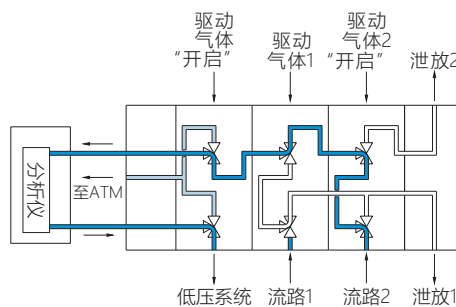 驱动
气体
“开启”
驱动
气体1
驱动
气体2
“开启”
泄放2
分析仪
至ATM
低压系统
流路1
流路2
泄放1